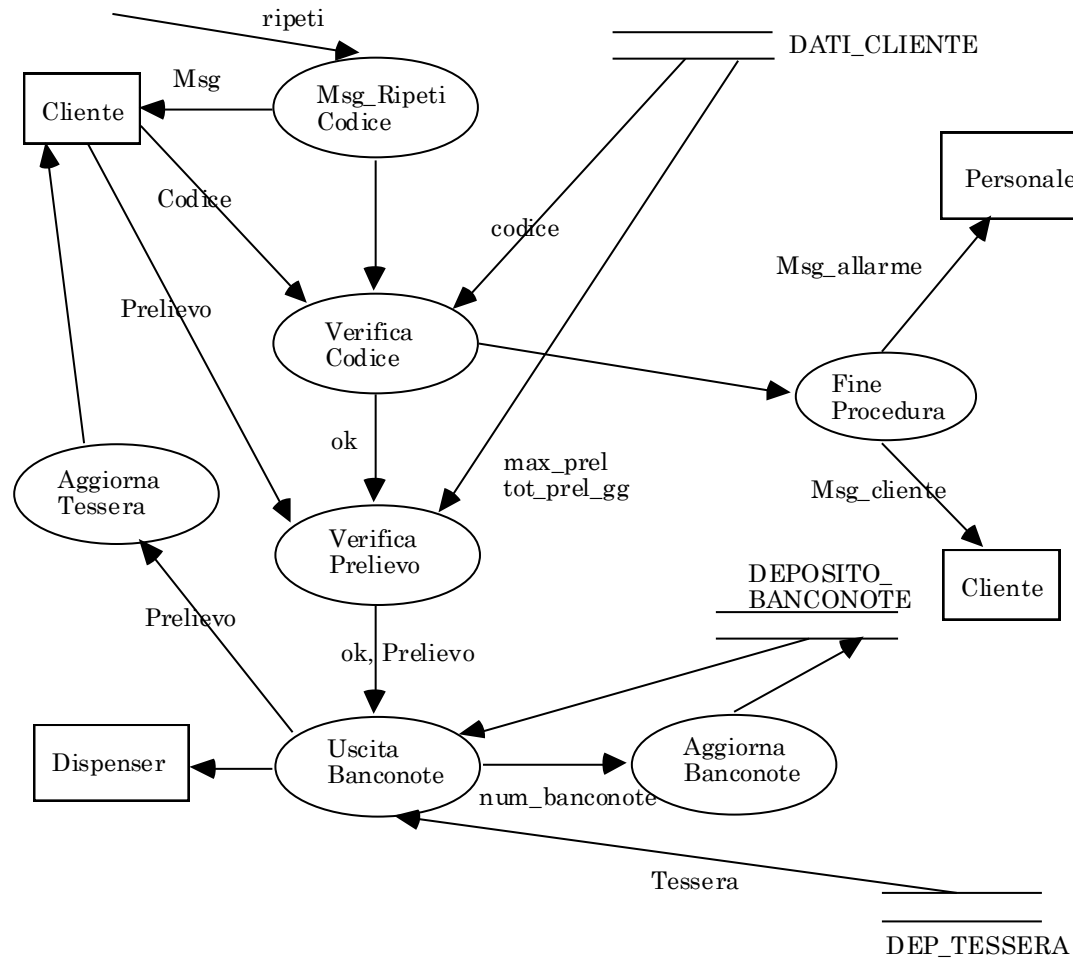 ripeti
DATI_CLIENTE
Msg
Msg_Ripeti
Codice
Cliente
Personale
Codice
codice
Msg_allarme
Prelievo
Verifica
Codice
Fine
Procedura
ok
max_prel
tot_prel_gg
Aggiorna
Tessera
Msg_cliente
Verifica
Prelievo
DEPOSITO_
BANCONOTE
Cliente
Prelievo
ok, Prelievo
Dispenser
Uscita
Banconote
Aggiorna
Banconote
num_banconote
Tessera
DEP_TESSERA